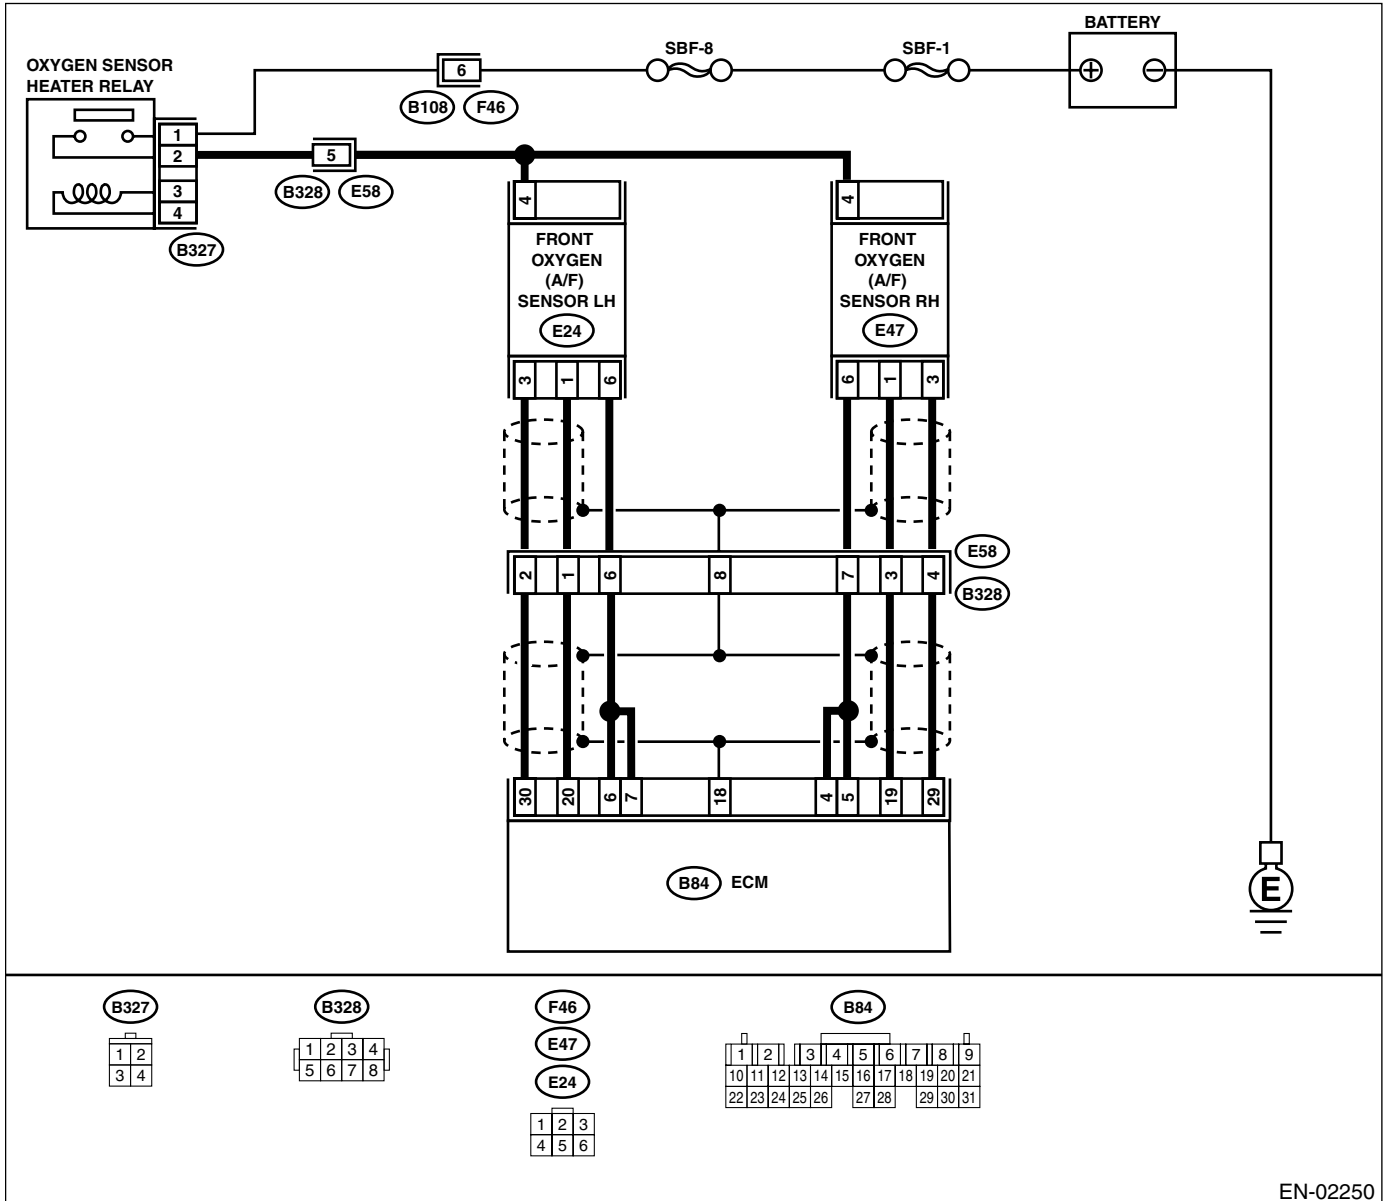 BATTERY
SBF-8
SBF-1
OXYGEN SENSOR
HEATER RELAY
6
B108 F46
1
2
3
4
B327
5
B328 E58
4
FRONT
OXYGEN
(A/F)
SENSOR LH
E24
3 1 6
4
FRONT
OXYGEN
(A/F)
SENSOR RH
E47
6 1 3
E58
2 1 6 8 7 3 4
B328
30 20 6 7 18 4 5 19 29
B84 ECM
E
B327
1 2
3 4
B328
1 2 3 4
5 6 7 8
F46
E47
E24
1 2 3
4 5 6
B84
1 2 3 4 5 6 7 8 9
10 11 12 13 14 15 16 17 18 19 20 21
22 23 24 25 26 27 28 29 30 31
EN-02250